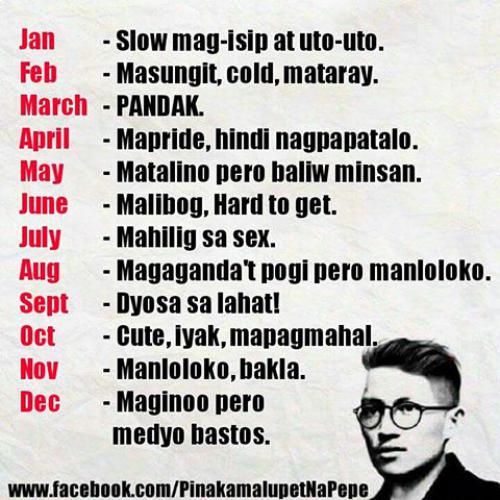 Jan - Slow mag-isip at uto-uto.
Feb - Masungit, cold, mataray.
March - PANDAK.
April - Mapride, hindi nagpapatalo.
May - Matalino pero baliw minsan.
June - Malibog, Hard to get.
July - Mahilig sa sex.
Aug - Magaganda't pogi pero manloloko.
Sept - Dyosa sa lahat!
Oct - Cute, iyak, mapagmahal.
Nov - Manloloko, bakla.
Dec - Maginoo pero
medyo bastos.
www.facebook.com/PinakamalupetNaPepe